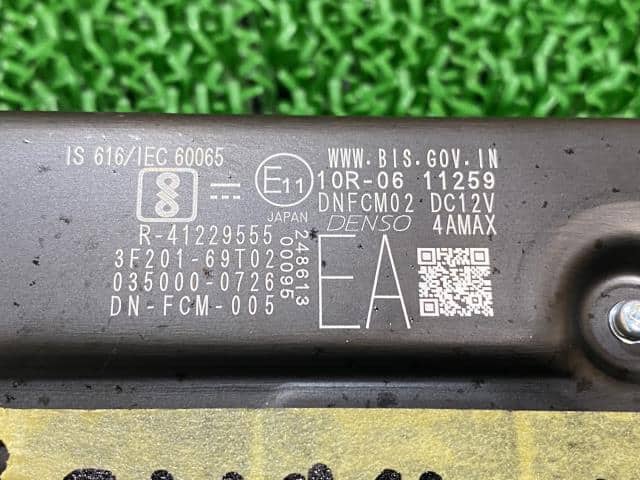 IS 616/IEC 60065
WWW.BIS.GOV.IN
E11
10R-06 11259
JAPAN
DNFCM02 DC12V
DENSO 4AMAX
R-41229555
3F201-69T02
035000-0726
DN-FCM-005
248613
00095
EA